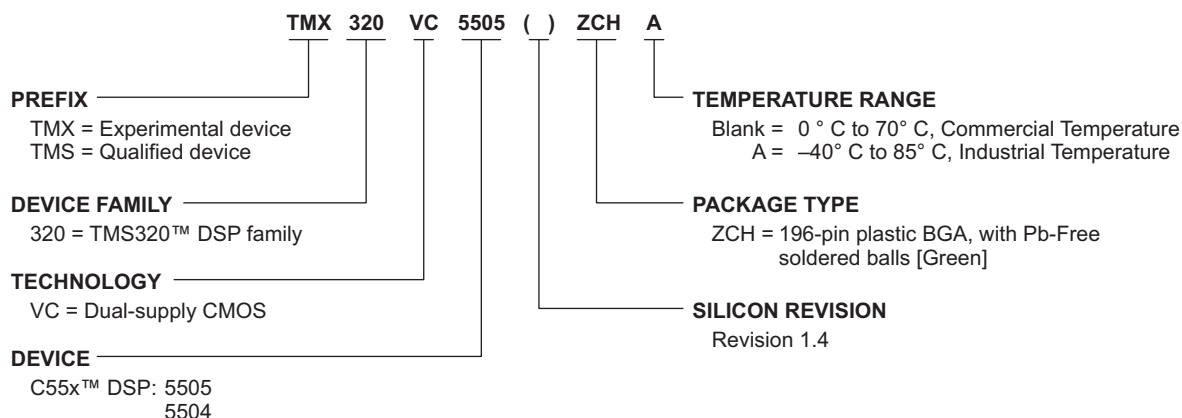 TMX 320 VC 5505 ( ) ZCH A
PREFIX
TMX = Experimental device
TMS = Qualified device
DEVICE FAMILY
320 = TMS320™ DSP family
TECHNOLOGY
VC = Dual-supply CMOS
DEVICE
C55x™ DSP: 5505
5504
TEMPERATURE RANGE
Blank = 0 ° C to 70° C, Commercial Temperature
A = –40° C to 85° C, Industrial Temperature
PACKAGE TYPE
ZCH = 196-pin plastic BGA, with Pb-Free
soldered balls [Green]
SILICON REVISION
Revision 1.4